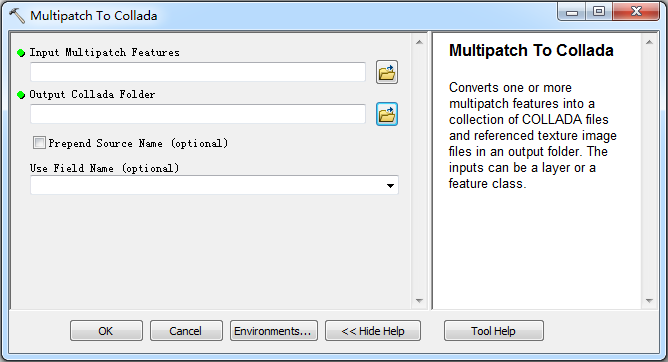 Multipatch To Collada
Input Multipatch Features
Output Collada Folder
Prepend Source Name (optional)
Use Field Name (optional)
Multipatch To Collada
Converts one or more
multipatch features into a
collection of COLLADA files
and referenced texture image
files in an output folder. The
inputs can be a layer or a
feature class.
OK
Cancel
Environments...
<< Hide Help
Tool Help